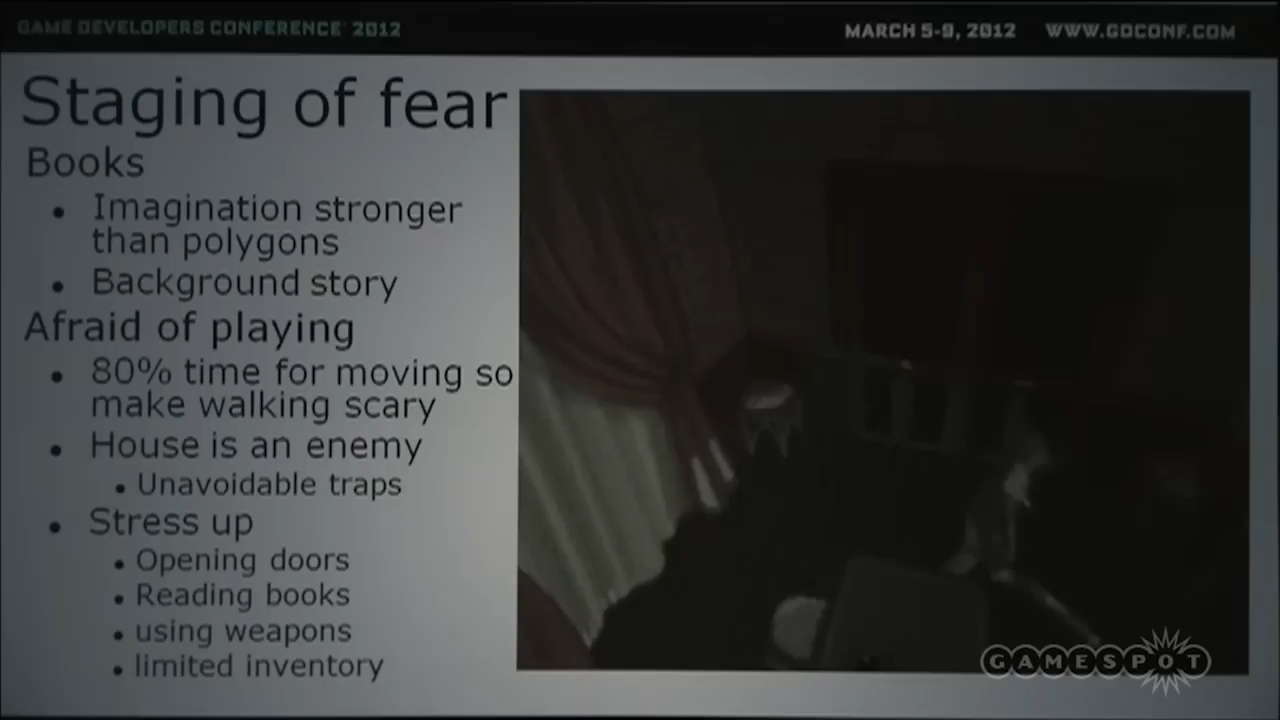 GAME DEVELOPERS CONFERENCE 2012
MARCH 5-9, 2012 WWW.GDCONF.COM
Staging of fear
Books
• Imagination stronger
than polygons
• Background story
Afraid of playing
• 80% time for moving so
make walking scary
• House is an enemy
• Unavoidable traps
• Stress up
• Opening doors
• Reading books
• using weapons
• limited inventory
GAMESPOT